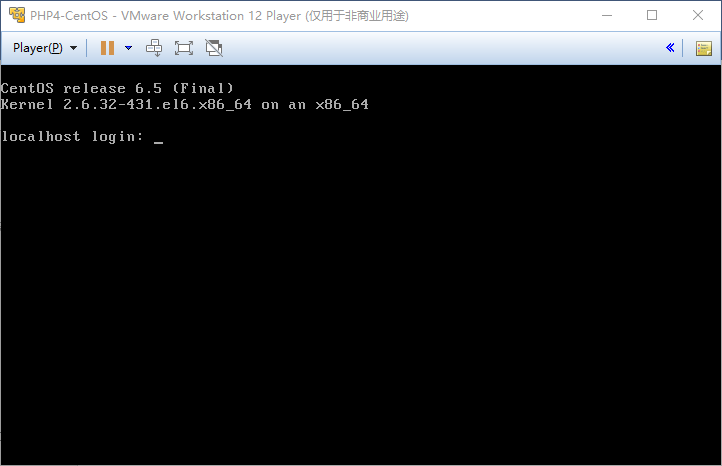 PHP4-CentOS - VMware Workstation 12 Player (仅用于非商业用途)
Player(P)
CentOS release 6.5 (Final)
Kernel 2.6.32-431.el6.x86_64 on an x86_64
localhost login: _